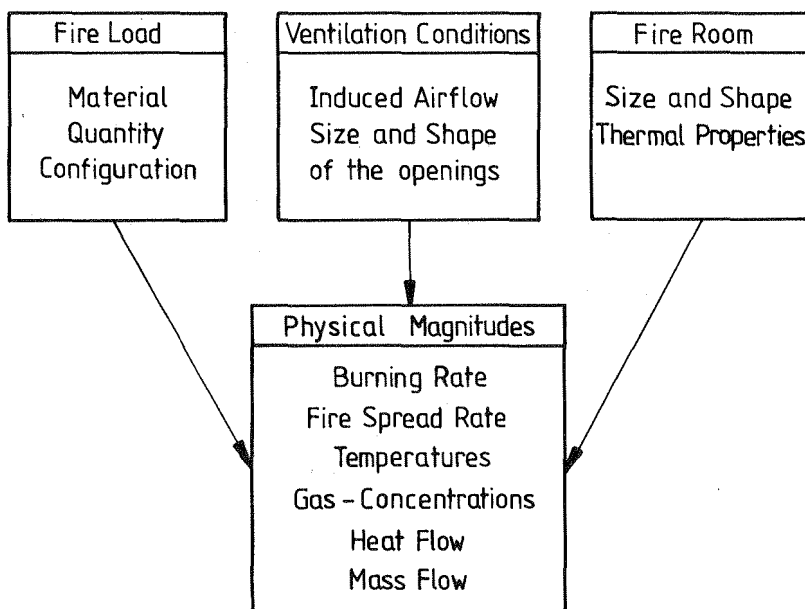 Fire Load
Material
Quantity
Configuration
Ventilation Conditions
Induced Airflow
Size and Shape
of the openings
Fire Room
Size and Shape
Thermal Properties
Physical Magnitudes
Burning Rate
Fire Spread Rate
Temperatures
Gas-Concentrations
Heat Flow
Mass Flow